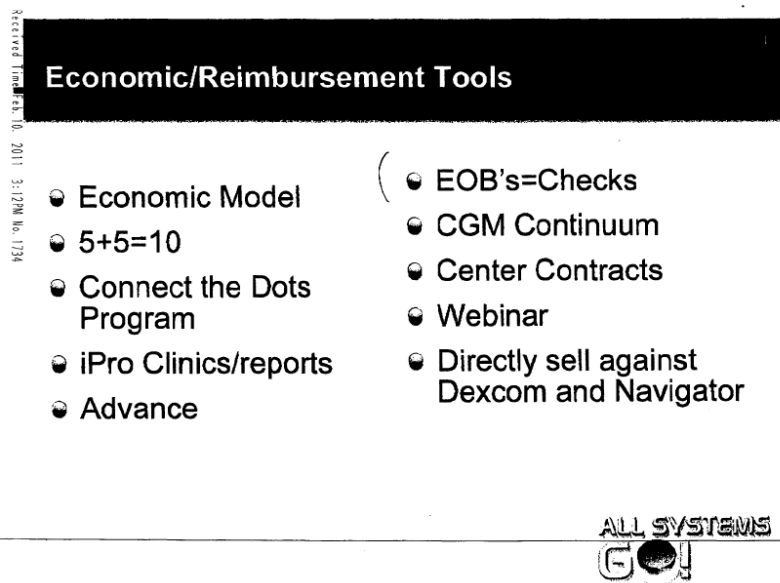 Received Time Feb. 10. 2011 3:12PM No. 1734
Economic/Reimbursement Tools
Economic Model
5+5=10
Connect the Dots
Program
iPro Clinics/reports
Advance
EOB's=Checks
CGM Continuum
Center Contracts
Webinar
Directly sell against
Dexcom and Navigator
ALL SYSTEMS
GO!